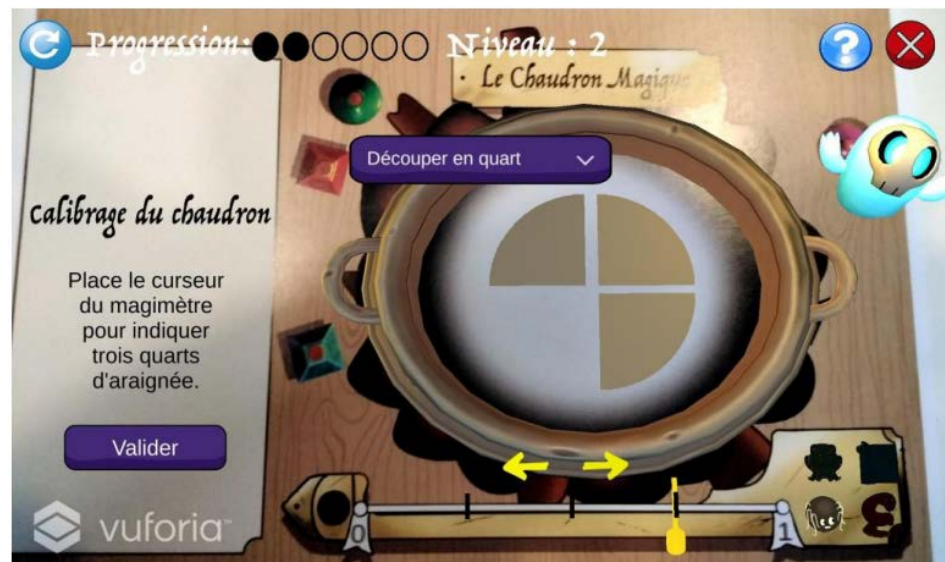 Progression:
Niveau : 2
Le Chaudron Magique
Découper en quart
Calibrage du chaudron
Place le curseur
du magimètre
pour indiquer
trois quarts
d'araignée.
Valider
0
1
vuforia™